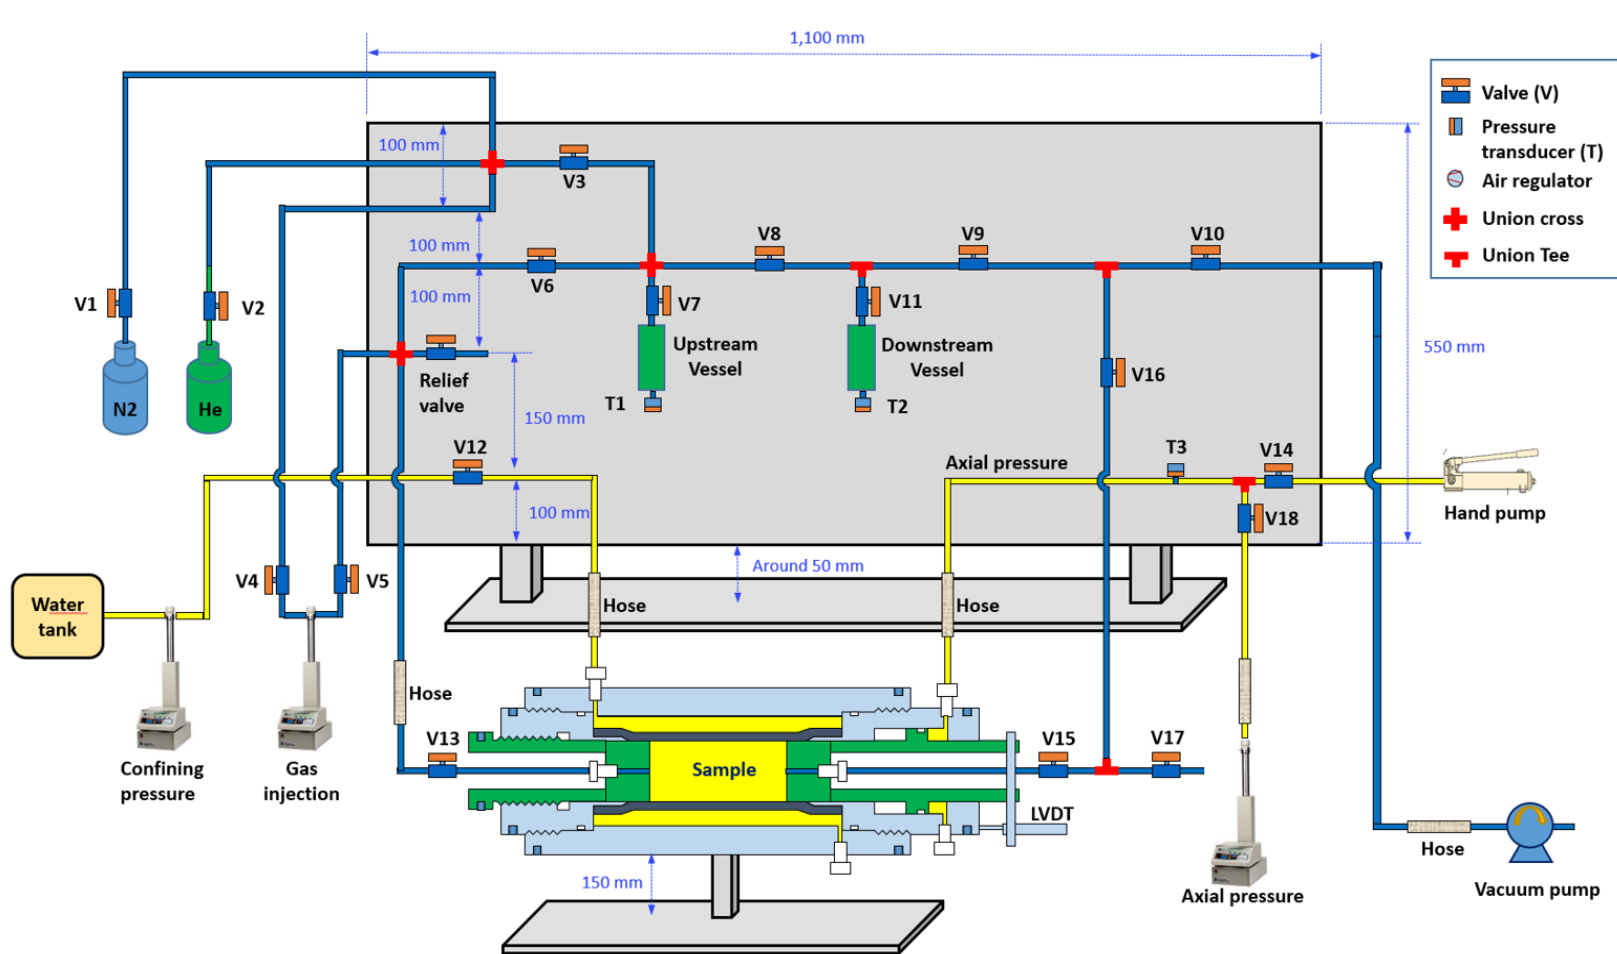 1,100 mm
Valve (V)
Pressure
transducer (T)
Air regulator
Union cross
Union Tee
100 mm
V3
100 mm
V8
V9
V10
V6
100 mm
V1
V2
V7
V11
Upstream
Vessel
Downstream
Vessel
550 mm
V16
Relief
valve
N2
He
T1
T2
150 mm
V12
T3
V14
Axial pressure
100 mm
V18
Hand pump
Around 50 mm
V4
V5
Water
tank
Hose
Hose
Hose
V13
V15
V17
Sample
Confining
pressure
Gas
injection
LVDT
Hose
150 mm
Axial pressure
Vacuum pump